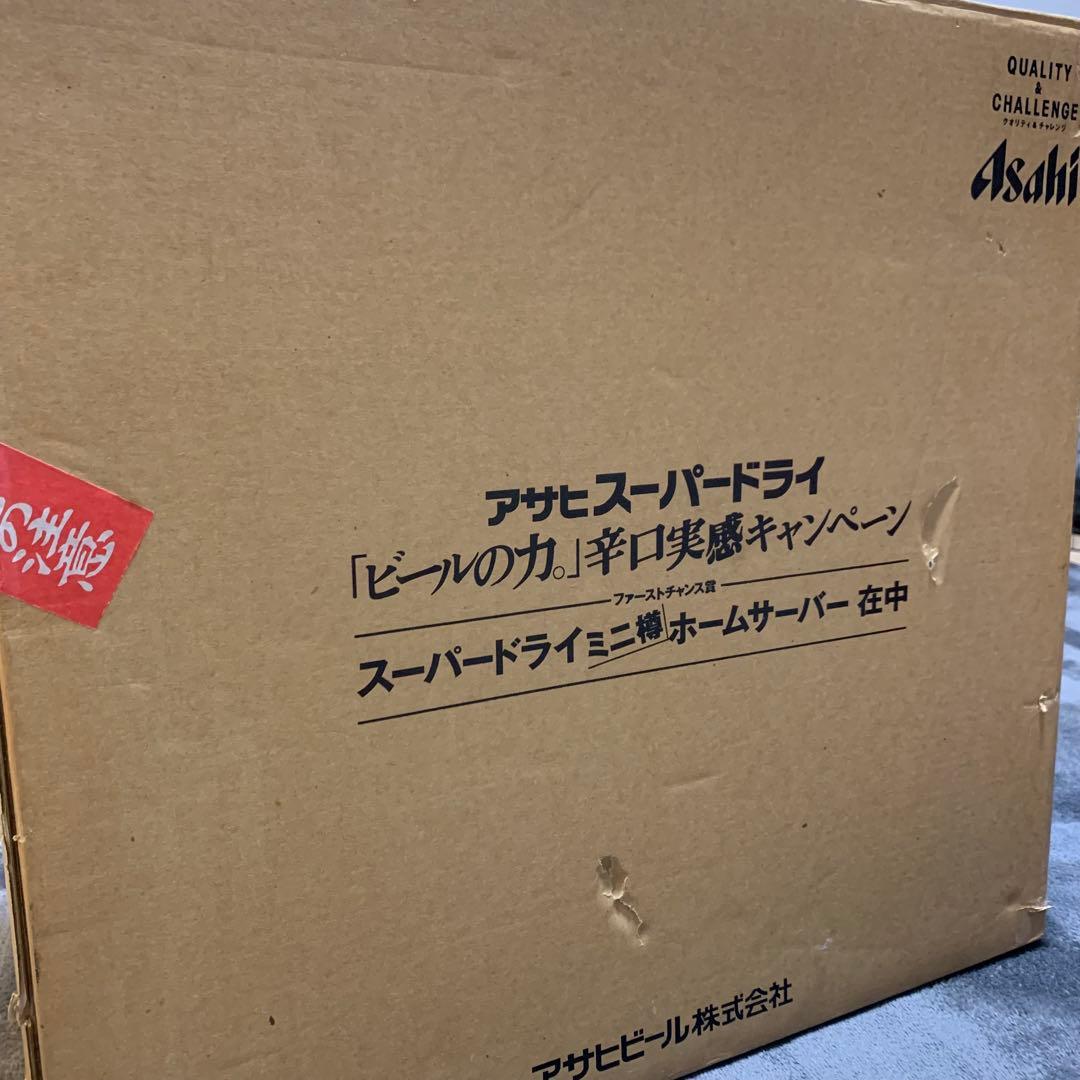 QUALITY
&
CHALLENGE
クオリティ&チャレンジ
Asahi
の注意
アサヒスーパードライ
「ビールの力。」辛口実感キャンペーン
ファーストチャンス賞
スーパードライミニ樽ホームサーバー 在中
アサヒビール株式会社